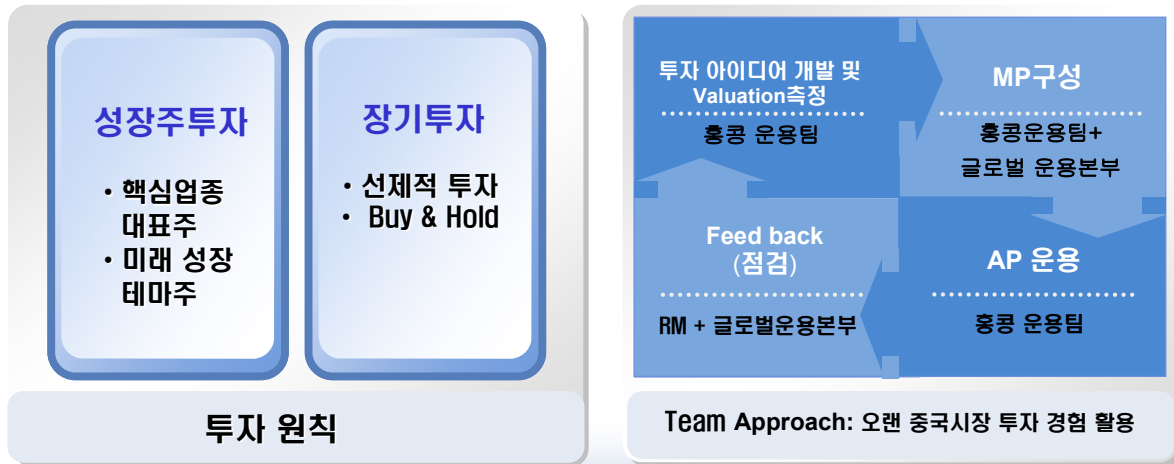 성장주투자
• 핵심업종
대표주
• 미래 성장
테마주
장기투자
• 선제적 투자
• Buy & Hold
투자 원칙
투자 아이디어 개발 및
Valuation측정
홍콩 운용팀
MP구성
홍콩운용팀+
글로벌 운용본부
Feed back
(점검)
RM + 글로벌운용본부
AP 운용
홍콩 운용팀
Team Approach: 오랜 중국시장 투자 경험 활용